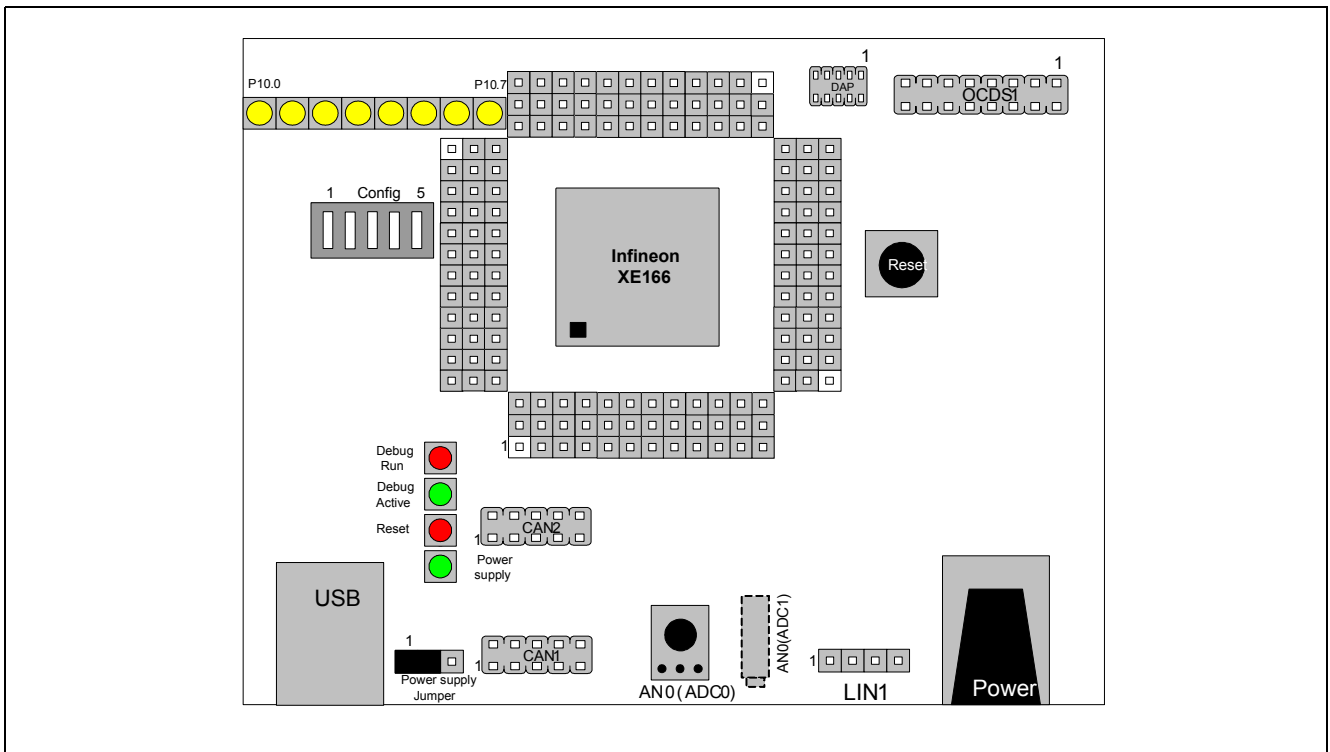 1
1
P10.0
P10.7
DAP
OCDS1
1 Config 5
Infineon
XE166
Reset
1
Debug
Run
Debug
Active
Reset
CAN2
1
Power
supply
USB
1
CAN1
1
Power supply
Jumper
AN0(ADC0)
AN0(ADC1)
1
LIN1
Power